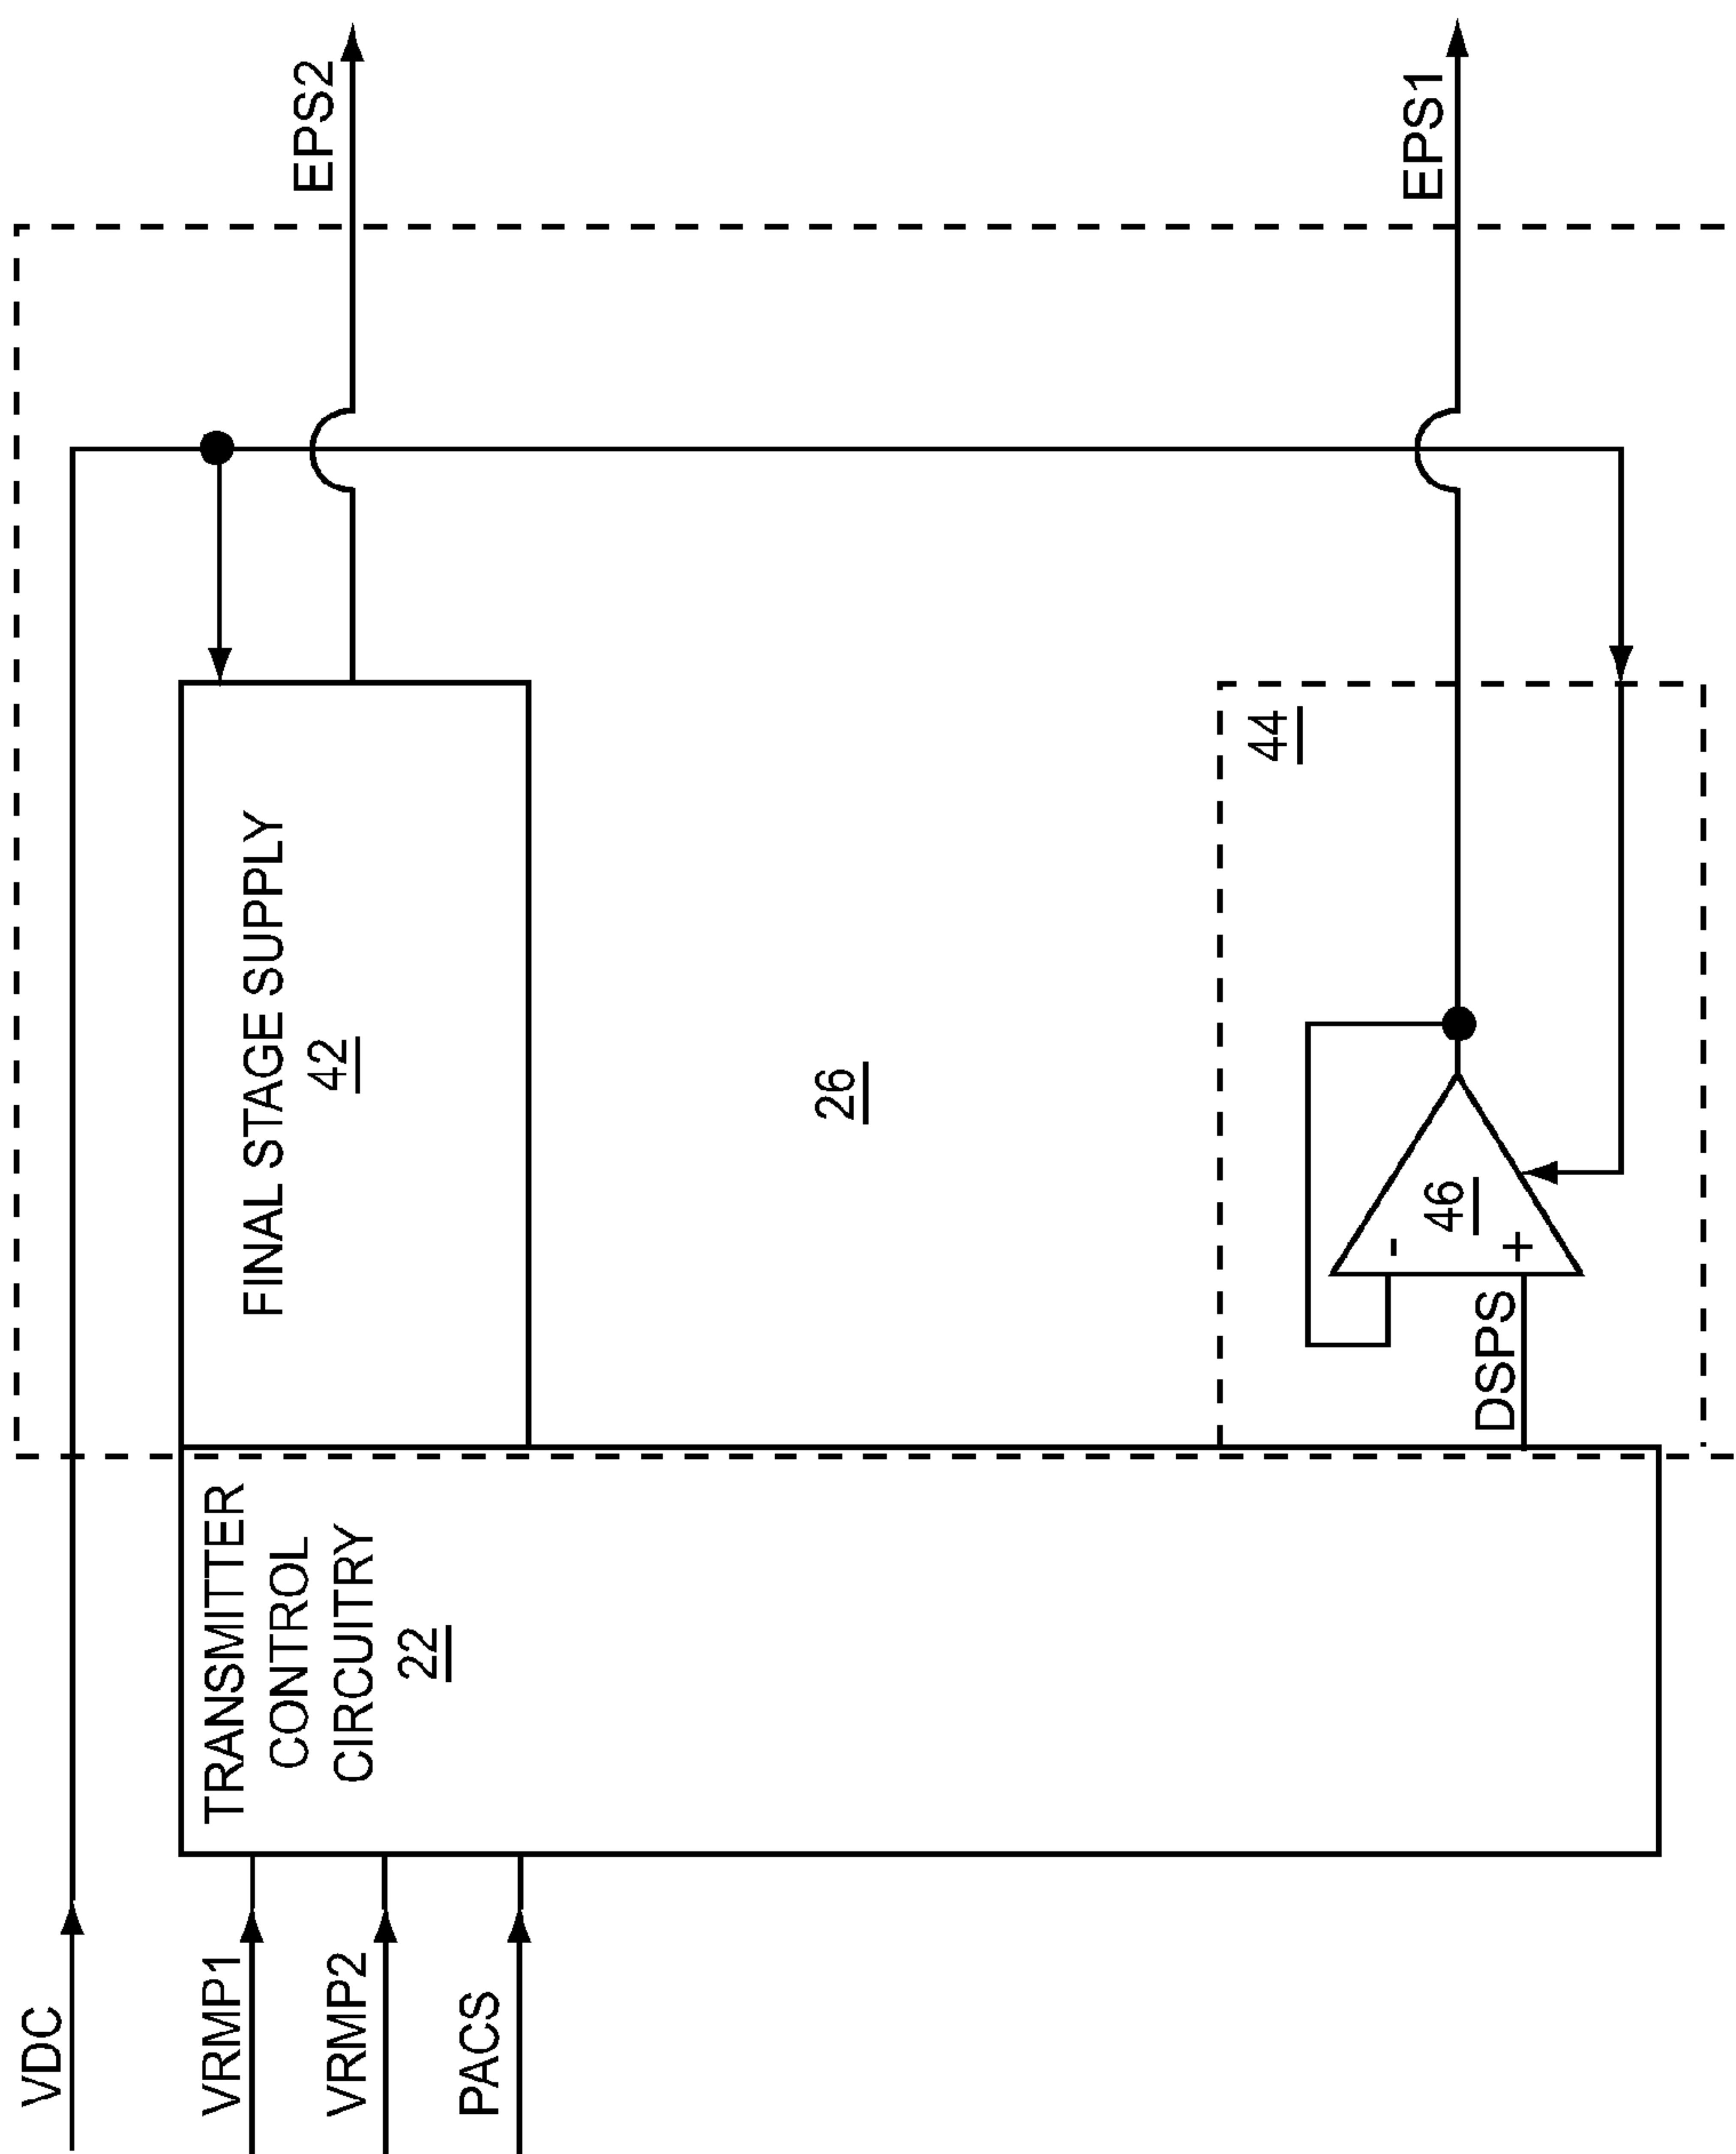 VDC
VRMP1
VRMP2
PACS
TRANSMITTER
CONTROL
CIRCUITRY
22
FINAL STAGE SUPPLY
42
26
44
DSPS
-
+
46
EPS2
EPS1